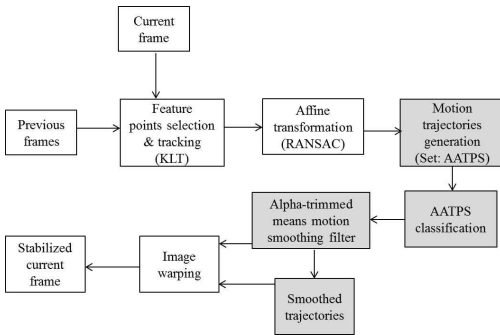 Current
frame
Previous
frames
Feature
points selection
& tracking
(KLT)
Affine
transformation
(RANSAC)
Motion
trajectories
generation
(Set: AATPS)
AATPS
classification
Alpha-trimmed
means motion
smoothing filter
Smoothed
trajectories
Image
warping
Stabilized
current
frame